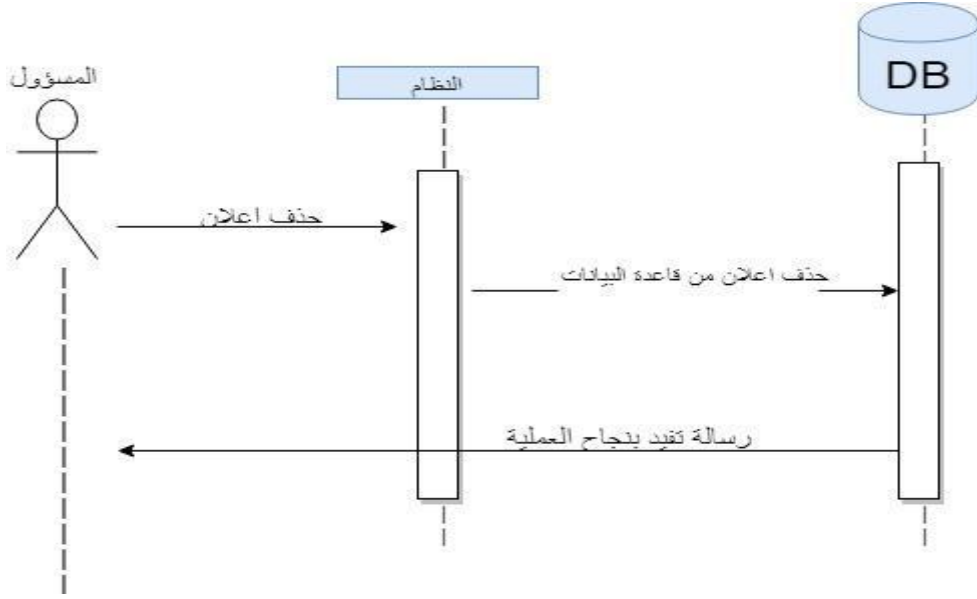 المسؤول
النظام
DB
حذف اعلان
حذف اعلان من قاعدة البيانات
رسالة تفيد بنجاح العملية